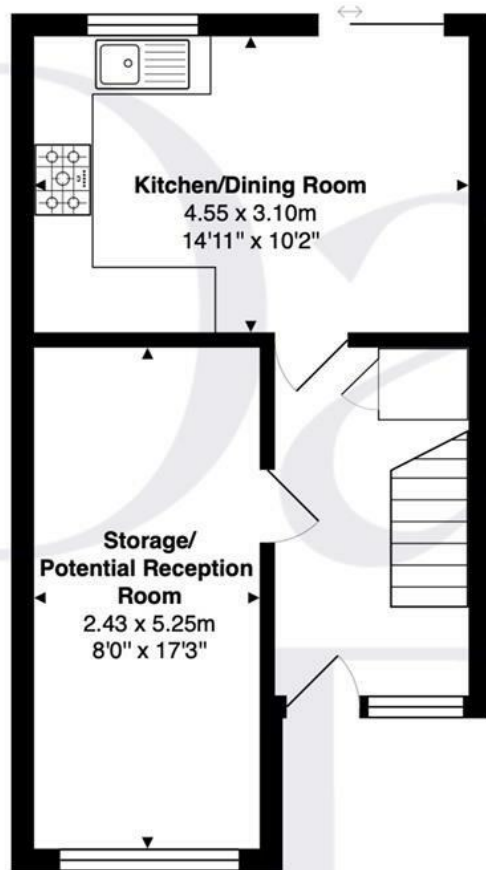 Kitchen/Dining Room
4.55 x 3.10m
14'11" x 10'2"
Storage/
Potential Reception
Room
2.43 x 5.25m
8'0" x 17'3"